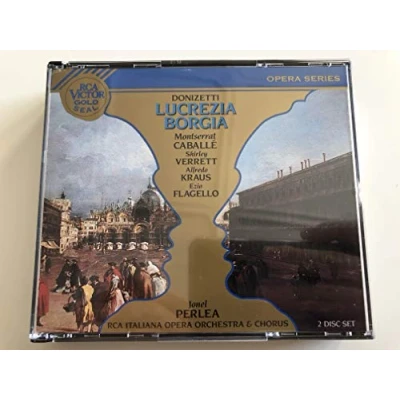 RCA
VICTOR
GOLD
SEAL
OPERA SERIES
DONIZETTI
LUCREZIA
BORGIA
Montserrat
CABALLÉ
Shirley
VERRETT
Alfredo
KRAUS
Ezio
FLAGELLO
Ionel
PERLEA
RCA ITALIANA OPERA ORCHESTRA & CHORUS
2 DISC SET